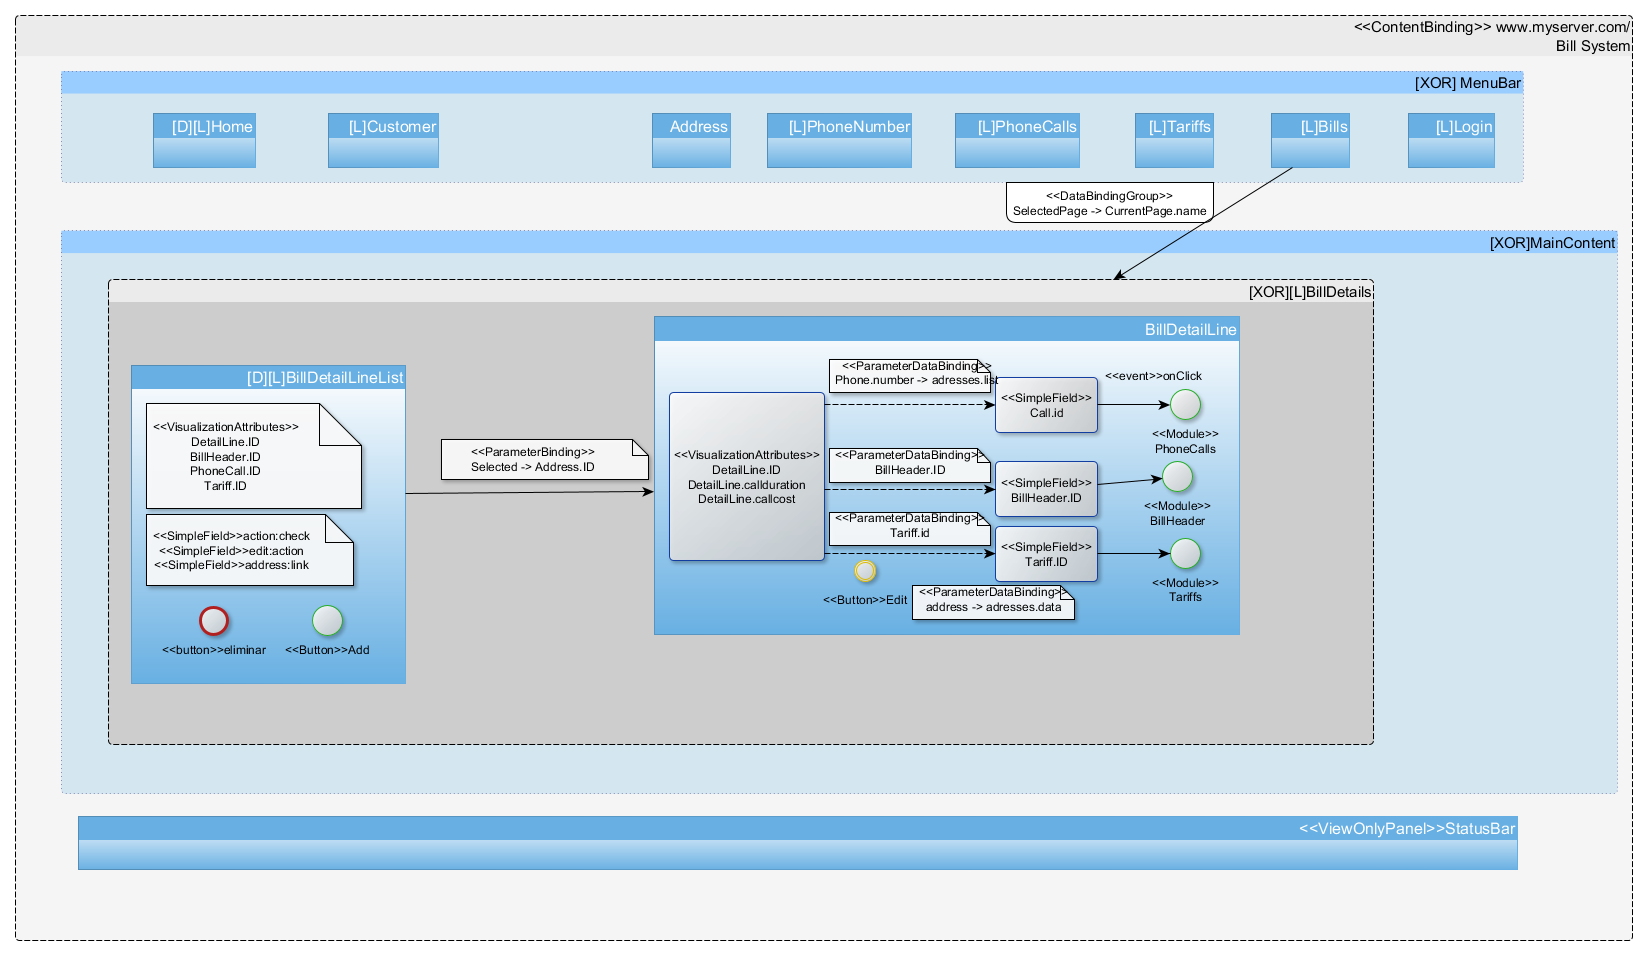 <<ContentBinding>> www.myserver.com/
Bill System
[XOR] MenuBar
[D][L]Home
[L]Customer
Address
[L]PhoneNumber
[L]PhoneCalls
[L]Tariffs
[L]Bills
[L]Login
<<DataBindingGroup>>
SelectedPage -> CurrentPage.name
[XOR]MainContent
[XOR][L]BillDetails
[D][L]BillDetailLineList
<<VisualizationAttributes>>
DetailLine.ID
BillHeader.ID
PhoneCall.ID
Tariff.ID
<<SimpleField>>action:check
<<SimpleField>>edit:action
<<SimpleField>>address:link
<<button>>eliminar
<<Button>>Add
<<ParameterBinding>>
Selected -> Address.ID
BillDetailLine
<<VisualizationAttributes>>
DetailLine.ID
DetailLine.callduration
DetailLine.callcost
<<ParameterDataBinding>>
Phone.number -> adresses.list
<<SimpleField>>
Call.id
<<event>>onClick
<<Module>>
PhoneCalls
<<ParameterDataBinding>>
BillHeader.ID
<<SimpleField>>
BillHeader.ID
<<Module>>
BillHeader
<<ParameterDataBinding>>
Tariff.id
<<SimpleField>>
Tariff.ID
<<Module>>
Tariffs
<<Button>>Edit
<<ParameterDataBinding>>
address -> adresses.data
<<ViewOnlyPanel>>StatusBar